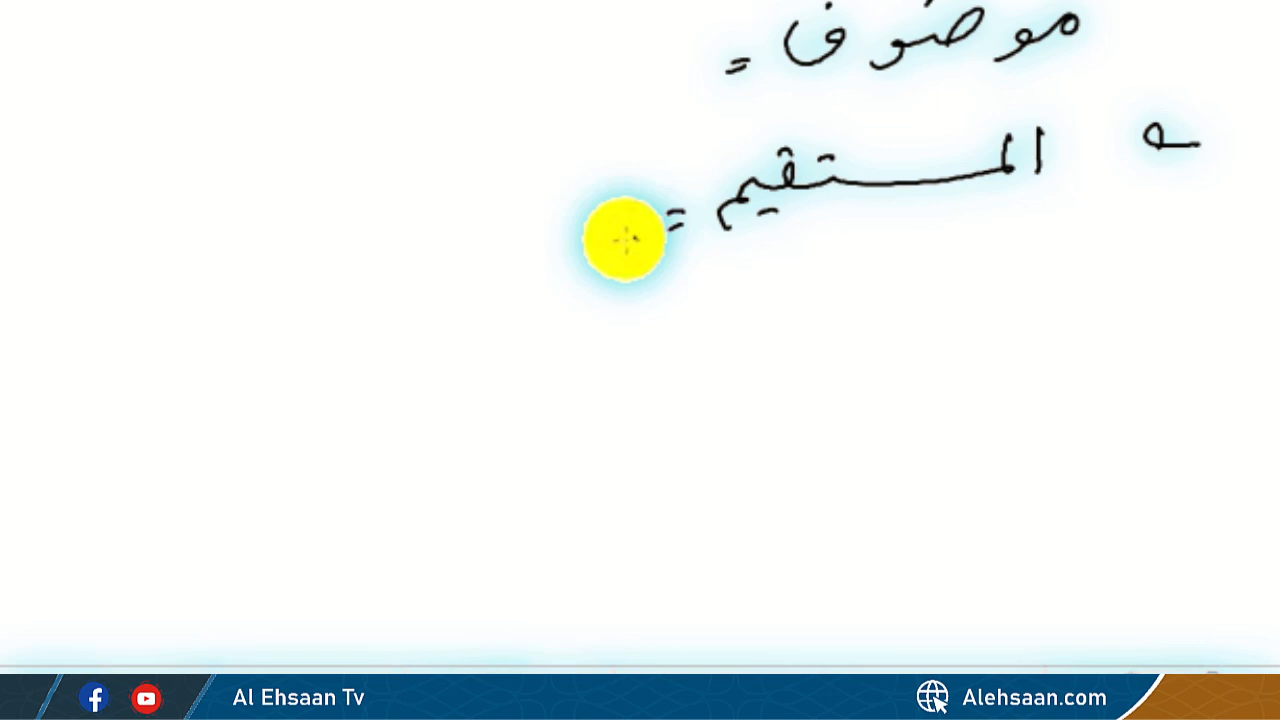 موصوف =
المستقيم =
Al Ehsaan Tv
Alehsaan.com